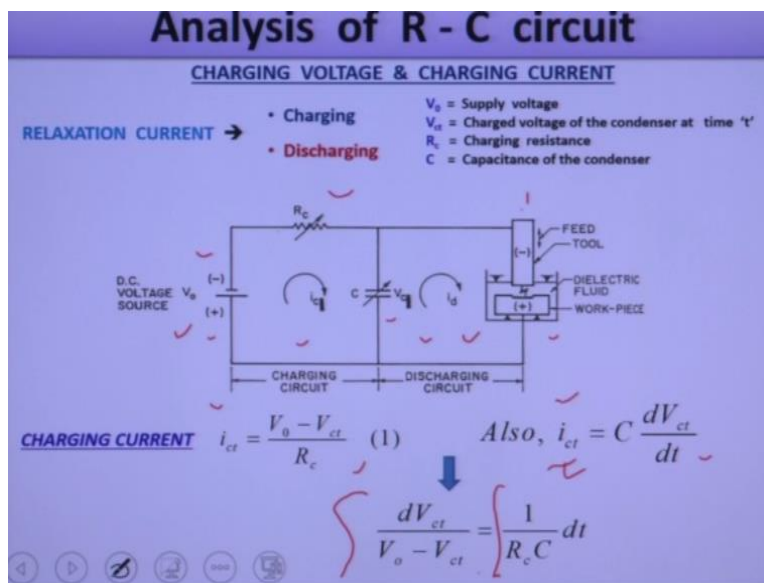 Analysis of R - C circuit
CHARGING VOLTAGE & CHARGING CURRENT
RELAXATION CURRENT ➔
• Charging
• Discharging
V₀ = Supply voltage
Vct = Charged voltage of the condenser at time 't'
Rc = Charging resistance
C = Capacitance of the condenser
Rc
D.C.
VOLTAGE
SOURCE
V₀
(–)
(+)
ic
C
Vc
id
(–)
(+)
FEED
TOOL
DIELECTRIC
FLUID
WORK-PIECE
CHARGING
CIRCUIT
DISCHARGING
CIRCUIT
CHARGING CURRENT
ict = (V₀ – Vct) / Rc (1)
Also, ict = C dVct / dt
∫ dVct / (Vo – Vct) = ∫ 1 / (RcC) dt